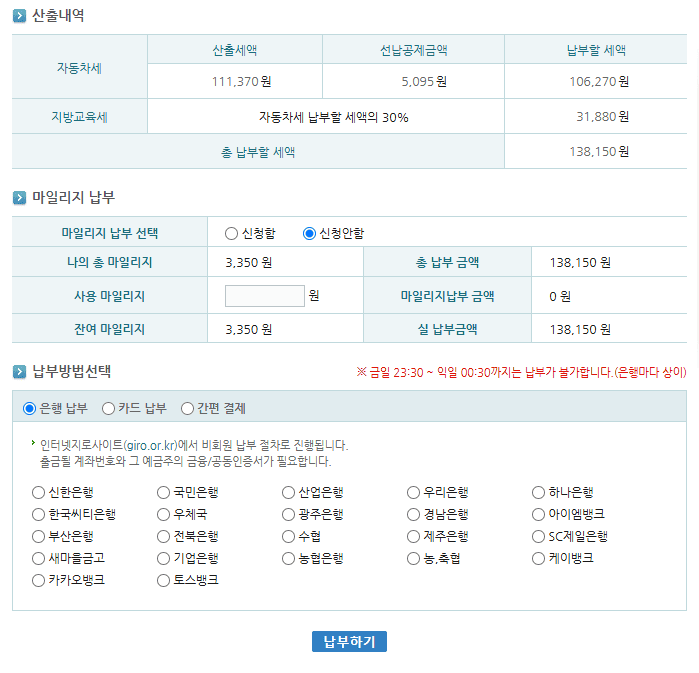 산출내역
자동차세 산출세액 선납공제금액 납부할 세액
111,370 원 5,095 원 106,270 원
지방교육세 자동차세 납부할 세액의 30% 31,880 원
총 납부할 세액 138,150 원
마일리지 납부
마일리지 납부 선택 신청함 신청안함
나의 총 마일리지 3,350 원 총 납부 금액 138,150 원
사용 마일리지 원 마일리지납부 금액 0 원
잔여 마일리지 3,350 원 실 납부금액 138,150 원
납부방법선택 ※ 금일 23:30 ~ 익일 00:30까지는 납부가 불가합니다.(은행마다 상이)
은행 납부 카드 납부 간편 결제
인터넷지로사이트(giro.or.kr)에서 비회원 납부 절차로 진행됩니다.
출금될 계좌번호와 그 예금주의 금융/공동인증서가 필요합니다.
신한은행 국민은행 산업은행 우리은행 하나은행
한국씨티은행 우체국 광주은행 경남은행 아이엠뱅크
부산은행 전북은행 수협 제주은행 SC제일은행
새마을금고 기업은행 농협은행 농,축협 케이뱅크
카카오뱅크 토스뱅크
납부하기